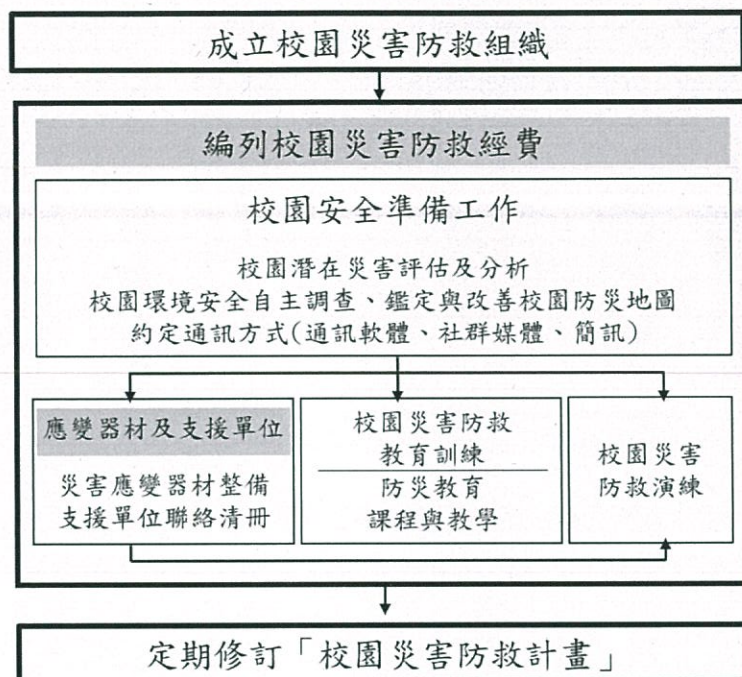 成立校園災害防救組織
編列校園災害防救經費
校園安全準備工作
校園潛在災害評估及分析
校園環境安全自主調查、鑑定與改善校園防災地圖
約定通訊方式(通訊軟體、社群媒體、簡訊)
應變器材及支援單位
災害應變器材整備
支援單位聯絡清冊
校園災害防救
教育訓練
防災教育
課程與教學
校園災害
防救演練
定期修訂「校園災害防救計畫」